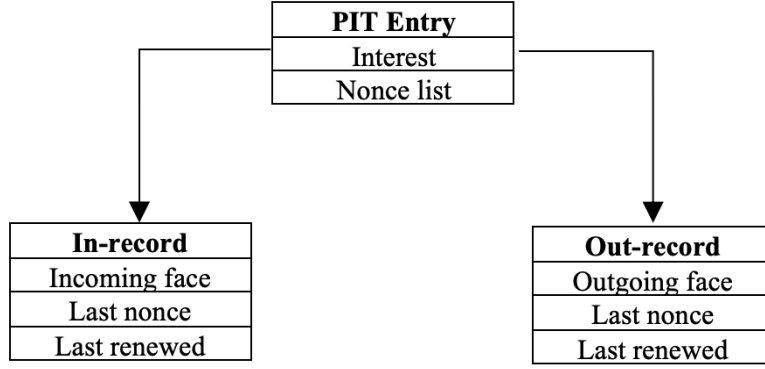 PIT Entry
Interest
Nonce list
In-record
Incoming face
Last nonce
Last renewed
Out-record
Outgoing face
Last nonce
Last renewed